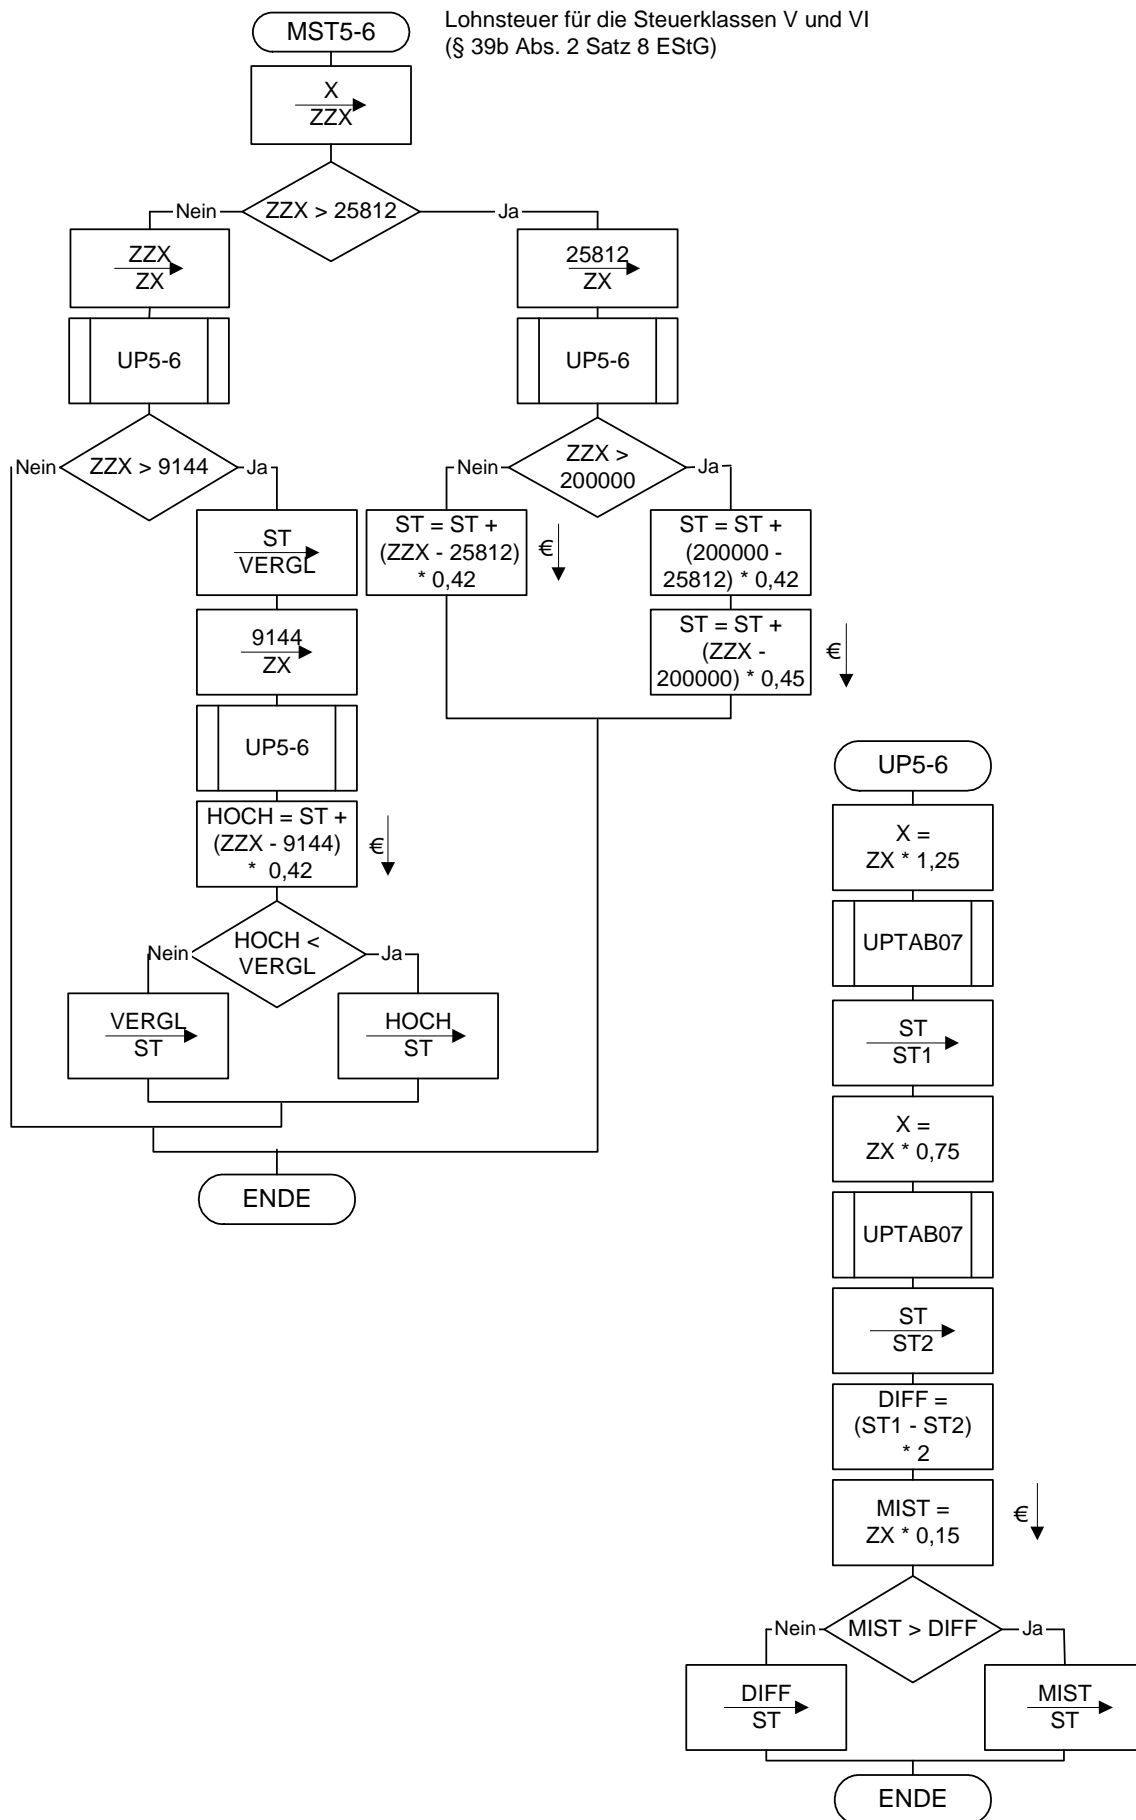 MST5-6
Lohnsteuer für die Steuerklassen V und VI
(§ 39b Abs. 2 Satz 8 EStG)
X
ZZX
ZZX > 25812
Nein
Ja
ZZX
ZX
25812
ZX
UP5-6
UP5-6
Nein
ZZX > 9144
Ja
Nein
ZZX >
200000
Ja
ST
VERGL
ST = ST +
(ZZX - 25812)
* 0,42
€
ST = ST +
(200000 -
25812) * 0,42
9144
ZX
ST = ST +
(ZZX -
200000) * 0,45
€
UP5-6
HOCH = ST +
(ZZX - 9144)
* 0,42
€
Nein
HOCH <
VERGL
Ja
VERGL
ST
HOCH
ST
ENDE
UP5-6
X =
ZX * 1,25
UPTAB07
ST
ST1
X =
ZX * 0,75
UPTAB07
ST
ST2
DIFF =
(ST1 - ST2)
* 2
MIST =
ZX * 0,15
€
Nein
MIST > DIFF
Ja
DIFF
ST
MIST
ST
ENDE